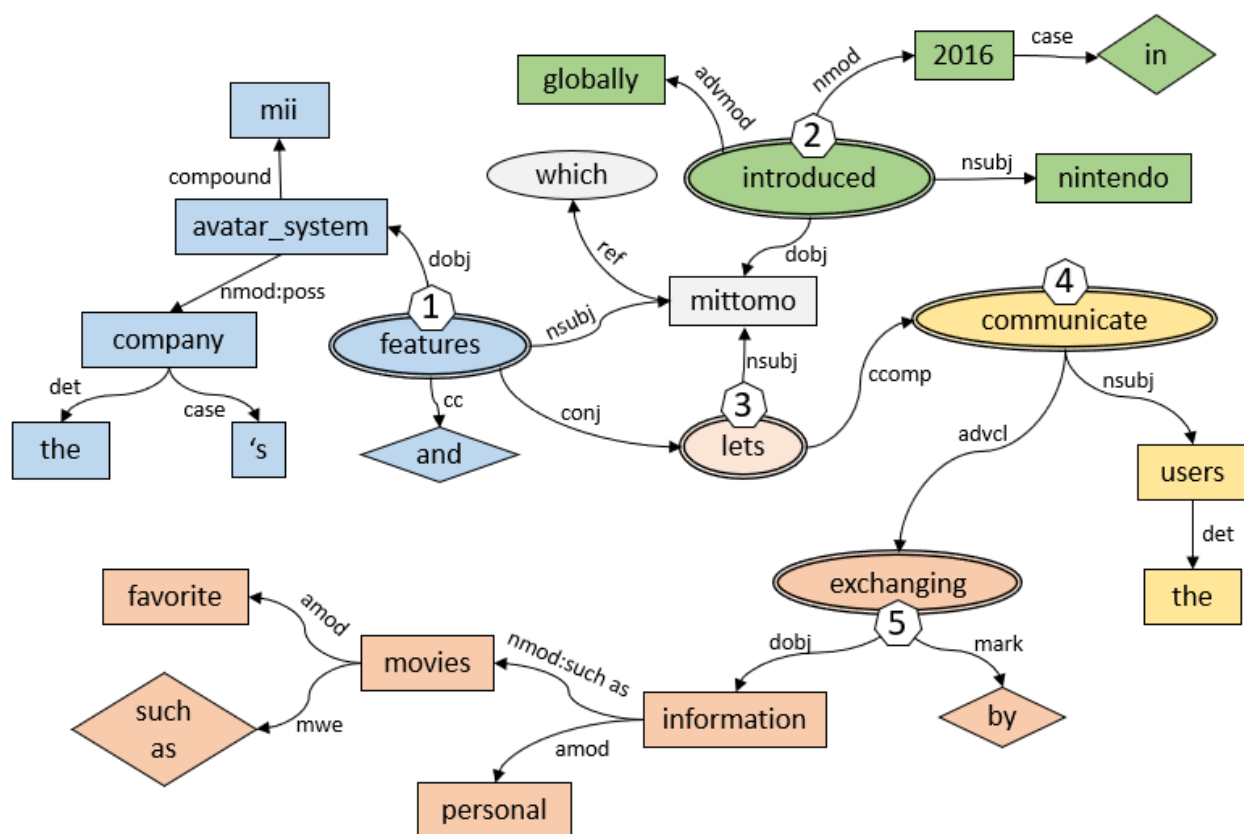 2016
case
in
globally
advmod
nmod
mii
2
introduced
nsubj
nintendo
which
compound
avatar_system
dobj
ref
dobj
nmod:poss
1
nsubj
mittomo
4
communicate
company
features
det
case
cc
conj
nsubj
3
ccomp
nsubj
the
's
and
lets
advcl
users
det
exchanging
the
favorite
amod
5
dobj
mark
nmod:such as
movies
such
as
mwe
information
by
amod
personal